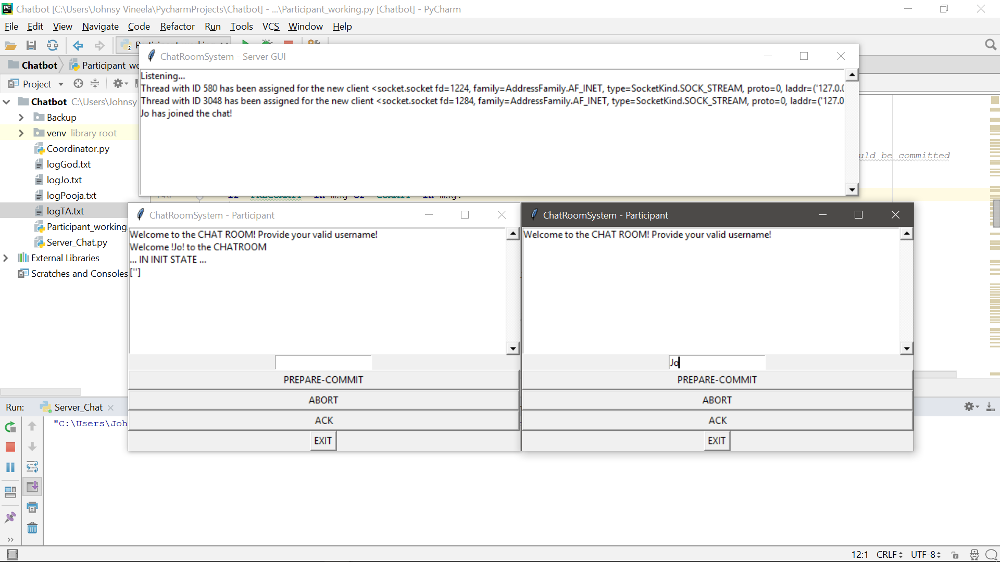 Chatbot [C:\Users\Johnsy Vineela\PycharmProjects\Chatbot] - ...\Participant_working.py [Chatbot] - PyCharm
File Edit View Navigate Code Refactor Run Tools VCS Window Help
Chatbot
Project
Chatbot C:\Users\Johnsy
Backup
venv library root
Coordinator.py
logGod.txt
logJo.txt
logPooja.txt
logTA.txt
Participant_working.
Server_Chat.py
External Libraries
Scratches and Consoles
ChatRoomSystem - Server GUI
Listening...
Thread with ID 580 has been assigned for the new client <socket.socket fd=1224, family=AddressFamily.AF_INET, type=SocketKind.SOCK_STREAM, proto=0, laddr=('127.0.0
Thread with ID 3048 has been assigned for the new client <socket.socket fd=1284, family=AddressFamily.AF_INET, type=SocketKind.SOCK_STREAM, proto=0, laddr=('127.0
Jo has joined the chat!
be committed
ChatRoomSystem - Participant
Welcome to the CHAT ROOM! Provide your valid username!
Welcome !Jo! to the CHATROOM
... IN INIT STATE ...
['']
PREPARE-COMMIT
ABORT
ACK
EXIT
ChatRoomSystem - Participant
Welcome to the CHAT ROOM! Provide your valid username!
Jo
PREPARE-COMMIT
ABORT
ACK
EXIT
Run: Server_Chat
"C:\Users\Joh
12:1 CRLF UTF-8